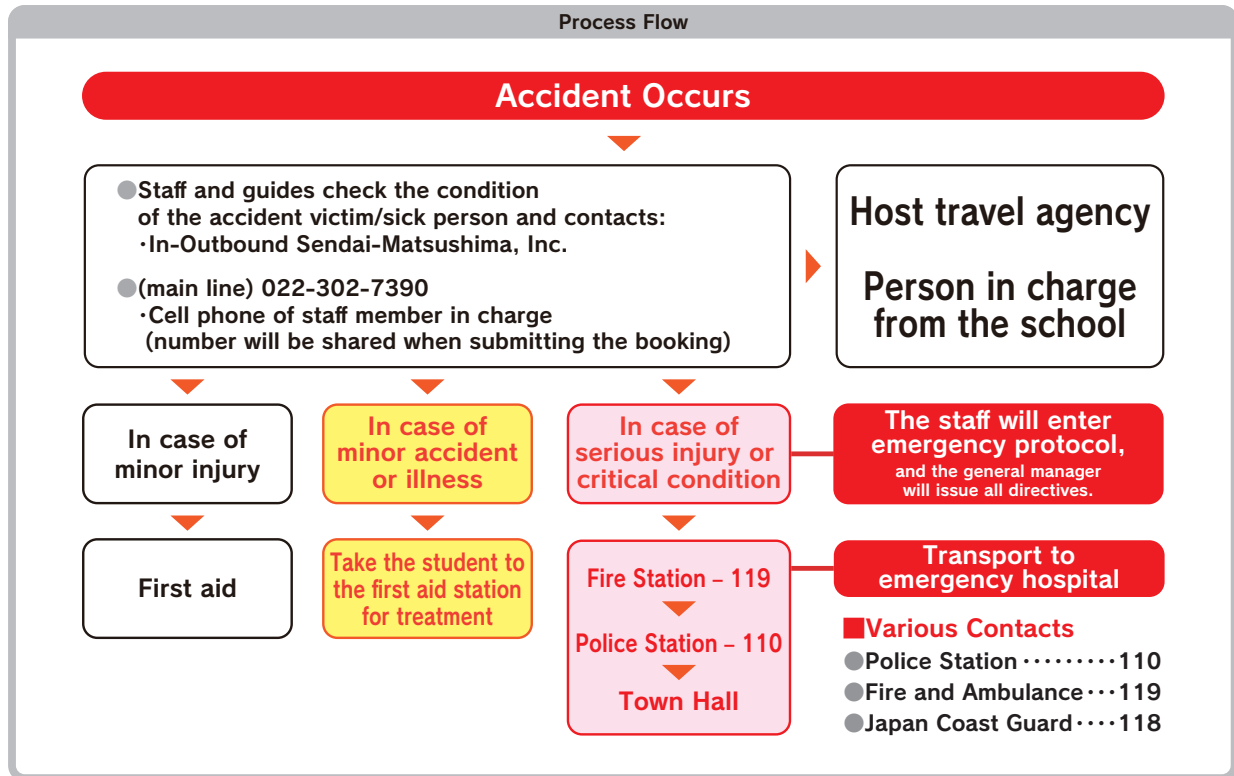 Process Flow
Accident Occurs
●Staff and guides check the condition
of the accident victim/sick person and contacts:
・In-Outbound Sendai-Matsushima, Inc.
●(main line) 022-302-7390
・Cell phone of staff member in charge
(number will be shared when submitting the booking)
Host travel agency
Person in charge
from the school
In case of
minor injury
In case of
minor accident
or illness
In case of
serious injury or
critical condition
The staff will enter
emergency protocol,
and the general manager
will issue all directives.
First aid
Take the student to
the first aid station
for treatment
Fire Station – 119
Police Station – 110
Town Hall
Transport to
emergency hospital
■Various Contacts
●Police Station ·········110
●Fire and Ambulance ···119
●Japan Coast Guard ····118